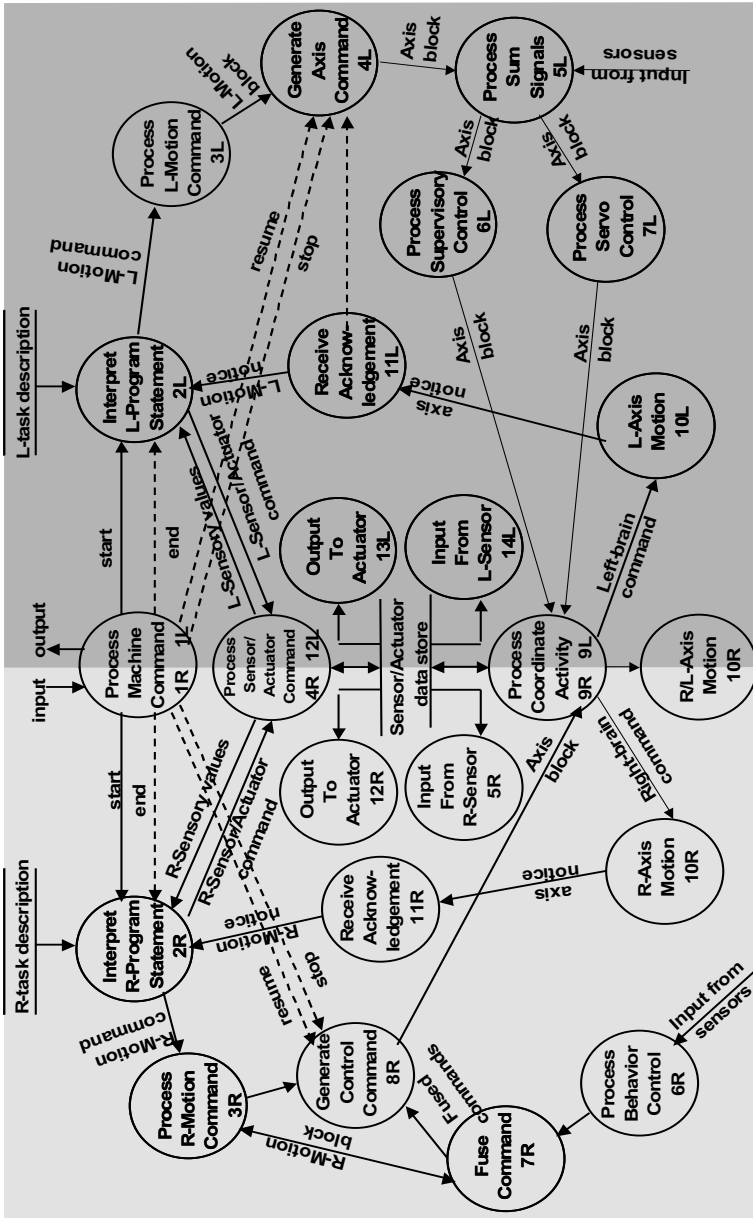 R-task description
L-task description
input
output
Interpret
R-Program
Statement
2R
start
end
Process
Machine
Command
1R 1L
start
end
Interpret
L-Program
Statement
2L
R-Motion
command
L-Motion
command
Process
R-Motion
Command
3R
Process
L-Motion
Command
3L
R-Sensory values
R-Sensor/Actuator
command
Process
Sensor/
Actuator
Command
4R 12L
L-Sensory values
L-Sensor/Actuator
command
resume
stop
resume
stop
L-Motion
block
Generate
Axis
Command
4L
R-Motion
block
Generate
Control
Command
8R
R-Motion
notice
Receive
Acknow-
ledgement
11R
Output
To
Actuator
12R
Output
To
Actuator
13L
L-Motion
notice
Receive
Acknow-
ledgement
11L
Axis
block
Sensor/Actuator
data store
Fuse
Command
7R
Fused
commands
Input
From
R-Sensor
5R
Input
From
L-Sensor
14L
Process
Supervisory
Control
6L
Axis
block
Process
Sum
Signals
5L
Input from
sensors
Axis
block
Process
Servo
Control
7L
Axis
block
Axis
block
Axis
block
Process
Coordinate
Activity
9R 9L
axis
notice
axis
notice
Process
Behavior
Control
6R
Input from
sensors
R-Axis
Motion
10R
Right-brain
command
R/L-Axis
Motion
10R
Left-brain
command
L-Axis
Motion
10L